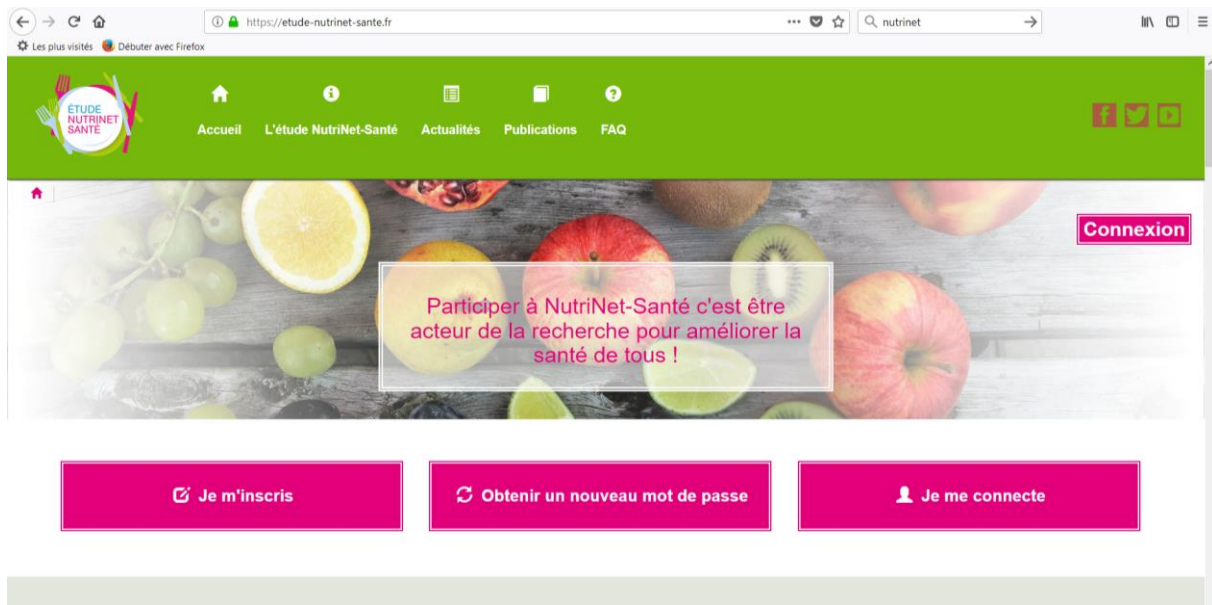 https://etude-nutrinet-sante.fr
nutrinet
Les plus visités Débuter avec Firefox
ÉTUDE
NUTRINET
SANTÉ
Accueil L'étude NutriNet-Santé Actualités Publications FAQ
Connexion
Participer à NutriNet-Santé c'est être
acteur de la recherche pour améliorer la
santé de tous !
Je m'inscris
Obtenir un nouveau mot de passe
Je me connecte